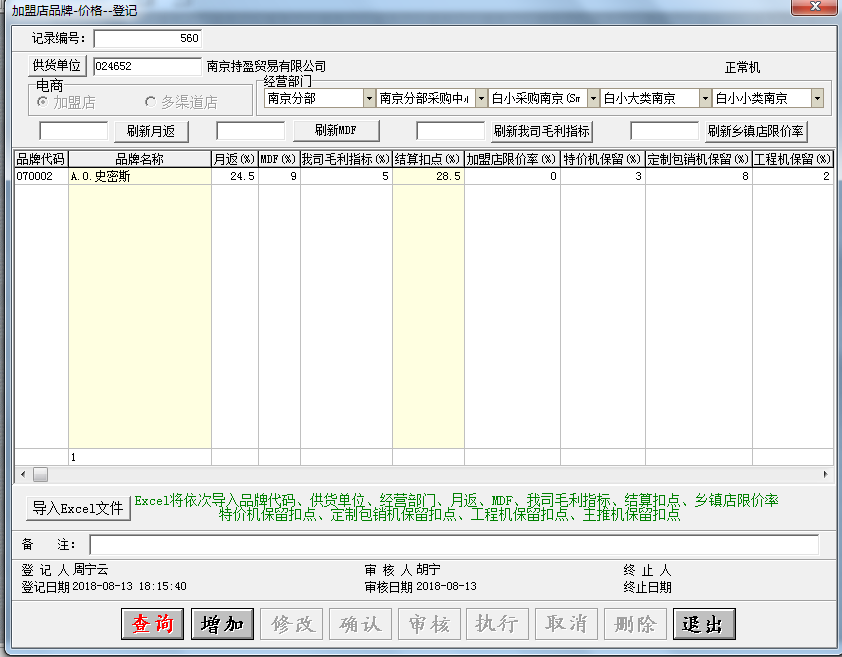 加盟店品牌-价格--登记
记录编号： 560
供货单位 024652 南京持盈贸易有限公司 正常机
电商 经营部门
加盟店 多渠道店 南京分部 南京分部采购中 白小采购南京(Sm 白小大类南京 白小小类南京
刷新月返 刷新MDF 刷新我司毛利指标 刷新乡镇店限价率
品牌代码 品牌名称 月返(%) MDF(%) 我司毛利指标(%) 结算扣点(%) 加盟店限价率(%) 特价机保留(%) 定制包销机保留(%) 工程机保留(%)
070002 A.O.史密斯 24.5 9 5 28.5 0 3 8 2
1
导入Excel文件 Excel将依次导入品牌代码、供货单位、经营部门、月返、MDF、我司毛利指标、结算扣点、乡镇店限价率
特价机保留扣点、定制包销机保留扣点、工程机保留扣点、主推机保留扣点
备 注：
登 记 人 周宁云 审 核 人 胡宁 终 止 人
登记日期 2018-08-13 18:15:40 审核日期 2018-08-13 终止日期
查询 增加 修改 确认 审核 执行 取消 删除 退出